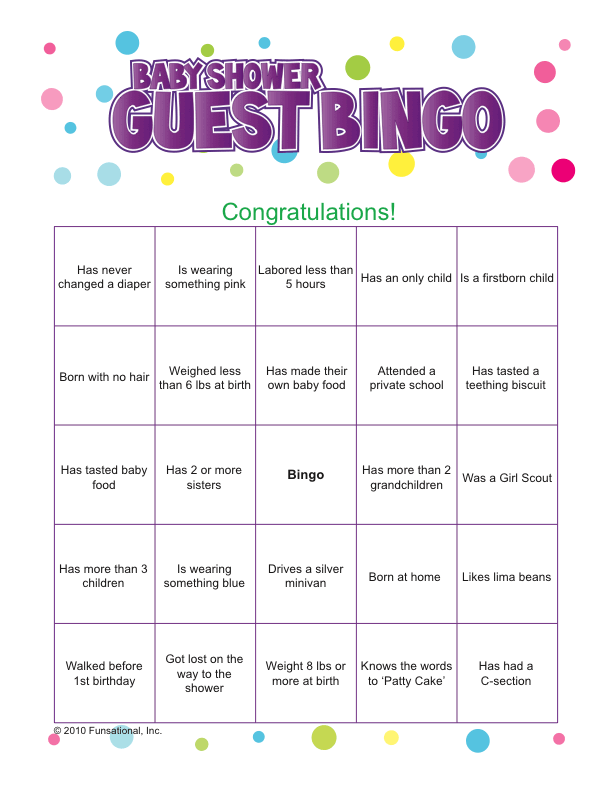 BABY SHOWER
GUEST BINGO
Congratulations!
Has never
changed a diaper
Is wearing
something pink
Labored less than
5 hours
Has an only child
Is a firstborn child
Born with no hair
Weighed less
than 6 lbs at birth
Has made their
own baby food
Attended a
private school
Has tasted a
teething biscuit
Has tasted baby
food
Has 2 or more
sisters
Bingo
Has more than 2
grandchildren
Was a Girl Scout
Has more than 3
children
Is wearing
something blue
Drives a silver
minivan
Born at home
Likes lima beans
Walked before
1st birthday
Got lost on the
way to the
shower
Weight 8 lbs or
more at birth
Knows the words
to ‘Patty Cake’
Has had a
C-section
© 2010 Funsational, Inc.